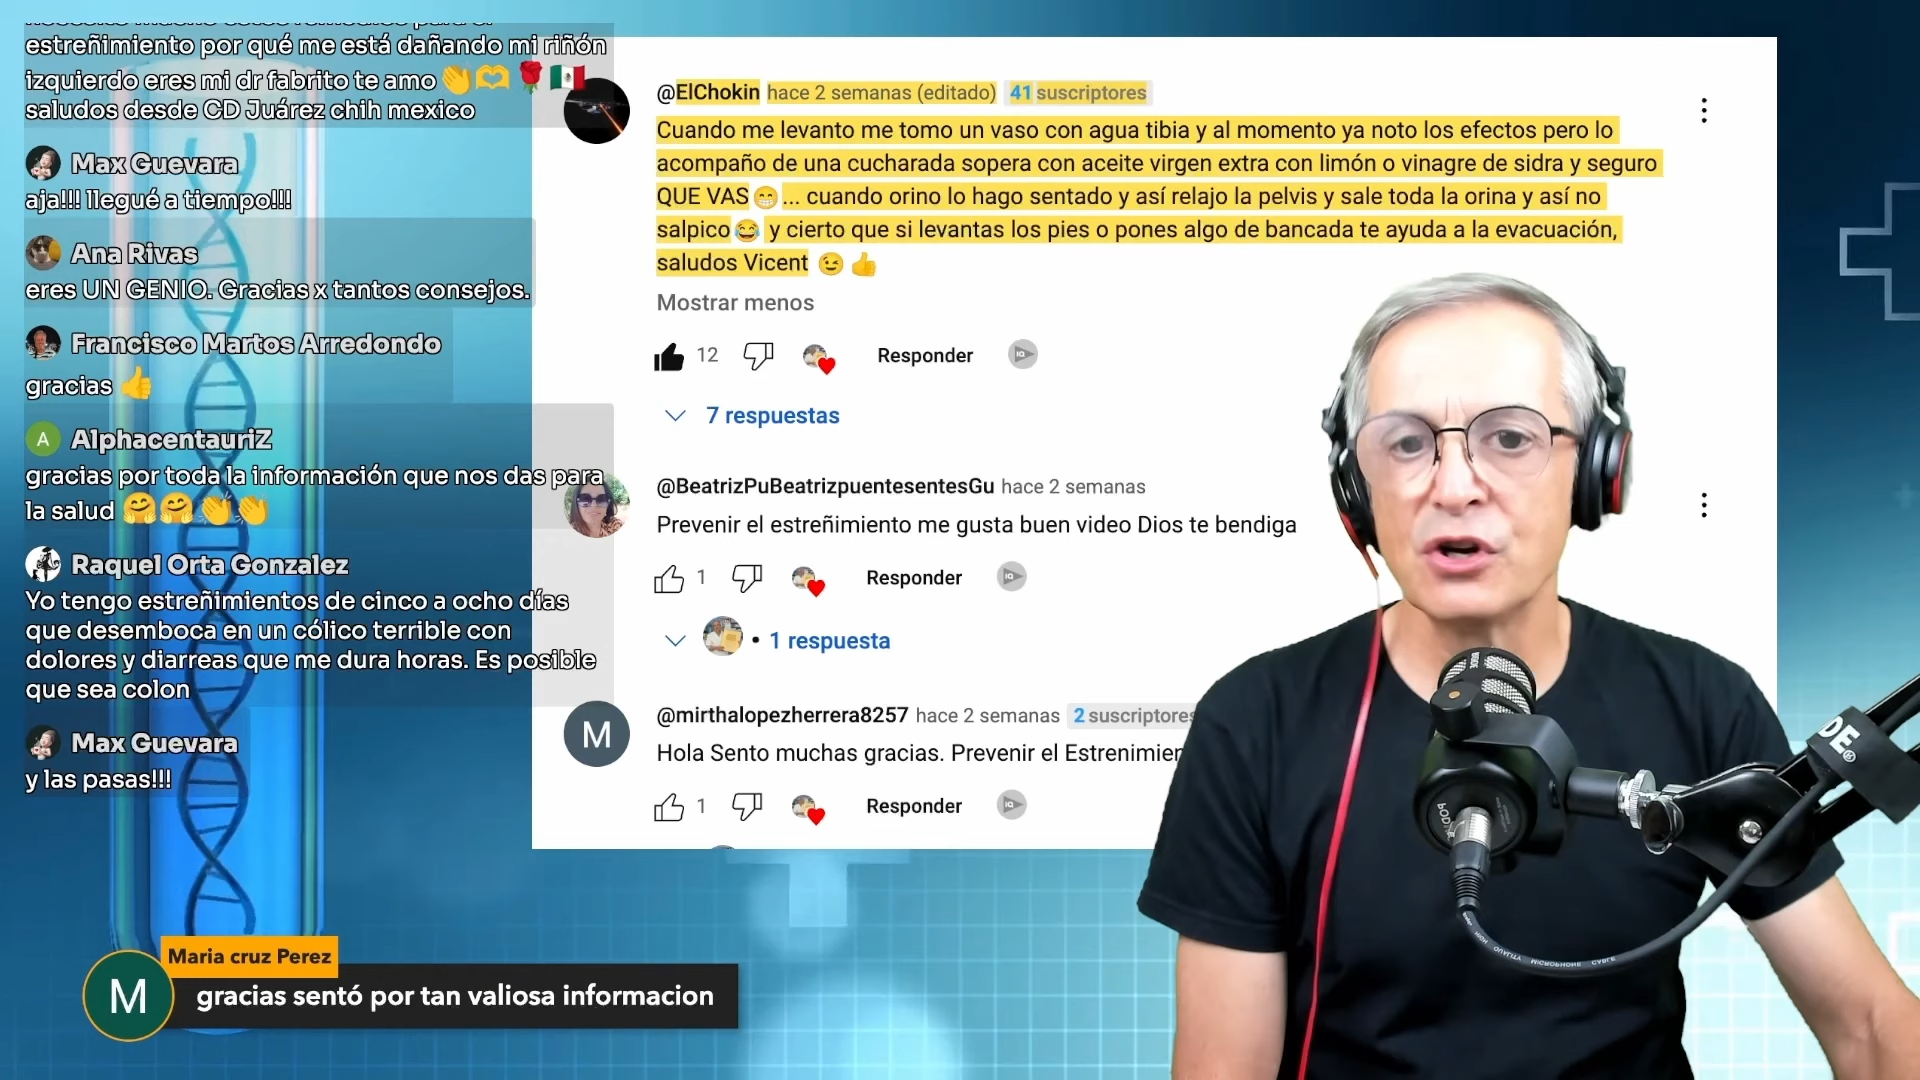 estreñimiento por qué me está dañando mi riñón
izquierdo eres mi dr fabrito te amo 👏🫶🌹🇲🇽
saludos desde CD Juárez chih mexico
Max Guevara
aja!!! llegué a tiempo!!!
Ana Rivas
eres UN GENIO. Gracias x tantos consejos.
Francisco Martos Arredondo
gracias 👍
A AlphacentauriZ
gracias por toda la información que nos das para
la salud 🤗🤗👏👏
Raquel Orta Gonzalez
Yo tengo estreñimientos de cinco a ocho días
que desemboca en un cólico terrible con
dolores y diarreas que me dura horas. Es posible
que sea colon
Max Guevara
y las pasas!!!
@ElChokin hace 2 semanas (editado) 41 suscriptores
Cuando me levanto me tomo un vaso con agua tibia y al momento ya noto los efectos pero lo
acompaño de una cucharada sopera con aceite virgen extra con limón o vinagre de sidra y seguro
QUE VAS 😁... cuando orino lo hago sentado y así relajo la pelvis y sale toda la orina y así no
salpico 😂 y cierto que si levantas los pies o pones algo de bancada te ayuda a la evacuación,
saludos Vicent 😉 👍
Mostrar menos
12 Responder
7 respuestas
@BeatrizPuBeatrizpuentesentesGu hace 2 semanas
Prevenir el estreñimiento me gusta buen video Dios te bendiga
1 Responder
• 1 respuesta
M
@mirthalopezherrera8257 hace 2 semanas 2 suscriptores
Hola Sento muchas gracias. Prevenir el
1 Responder
Maria cruz Perez
M
gracias sentó por tan valiosa informacion